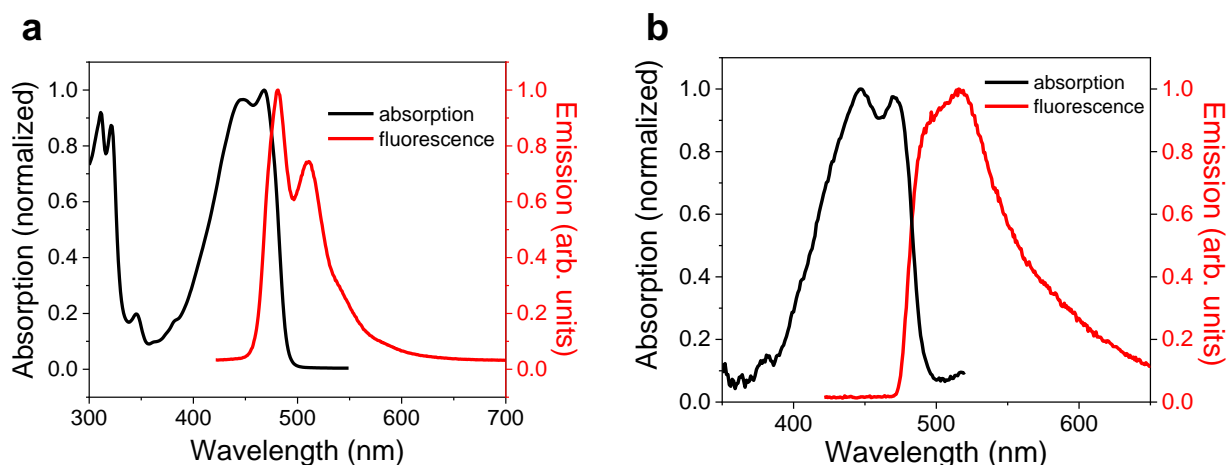 a
Absorption (normalized)
1.0
0.8
0.6
0.4
0.2
0.0
absorption
fluorescence
1.0
0.8
0.6
0.4
0.2
0.0
Emission (arb. units)
300 400 500 600 700
Wavelength (nm)
b
Absorption (normalized)
1.0
0.8
0.6
0.4
0.2
0.0
absorption
fluorescence
1.0
0.8
0.6
0.4
0.2
0.0
Emission (arb. units)
400 500 600
Wavelength (nm)